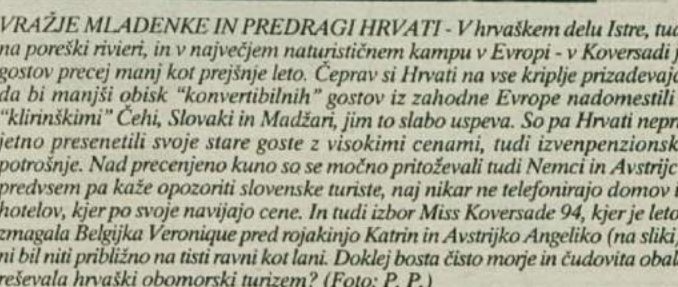 VRAŽJE MLADENKE IN PREDRAGI HRVATI - V hrvaškem delu Istre, tud
na poreški rivieri, in v največjem naturističnem kampu v Evropi - v Koversadi j
gostov precej manj kot prejšnje leto. Čeprav si Hrvati na vse kriplje prizadevajo
da bi manjši obisk "konvertibilnih" gostov iz zahodne Evrope nadomestili
"klirinškimi" Čehi, Slovaki in Madžari, jim to slabo uspeva. So pa Hrvati nepri
jetno presenetili svoje stare goste z visokimi cenami, tudi izvenpenzionsk
potrošnje. Nad precenjeno kuno so se močno pritoževali tudi Nemci in Avstrijc
predvsem pa kaže opozoriti slovenske turiste, naj nikar ne telefonirajo domov i
hotelov, kjer po svoje navijajo cene. In tudi izbor Miss Koversade 94, kjer je letos
zmagala Belgijka Veronique pred rojakinjo Katrin in Avstrijko Angeliko (na sliki)
ni bil niti približno na tisti ravni kot lani. Doklej bosta čisto morje in čudovita obal
reševala hrvaški obomorski turizem? (Foto: P. P.)